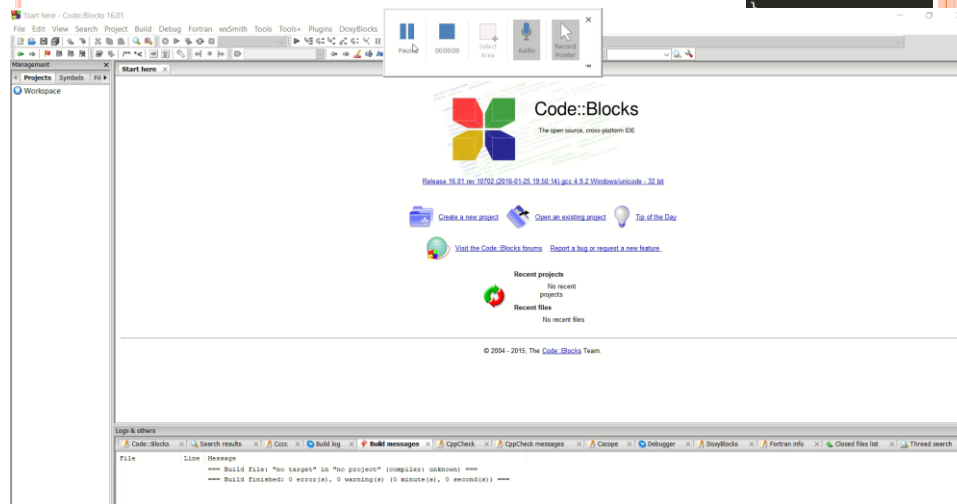 Start here - Code::Blocks 16.01
File Edit View Search Project Build Debug Fortran wxSmith Tools Tools+ Plugins DoxyBlocks
Pause
00:00:00
Select Area
Audio
Record Pointer
Management
Projects Symbols Fil
Workspace
Start here
Code::Blocks
The open source, cross-platform IDE
Release 16.01 rev 10702 (2016-01-25 19:50:14) gcc 4.9.2 Windows/unicode - 32 bit
Create a new project Open an existing project Tip of the Day
Visit the Code::Blocks forums Report a bug or request a new feature
Recent projects
No recent
projects
Recent files
No recent files
© 2004 - 2015, The Code::Blocks Team.
Logs & others
Code::Blocks Search results Cccc Build log Build messages CppCheck CppCheck messages Cscope Debugger DoxyBlocks Fortran info Closed files list Thread search
File Line Message
=== Build file: "no target" in "no project" (compiler: unknown) ===
=== Build finished: 0 error(s), 0 warning(s) (0 minute(s), 0 second(s)) ===